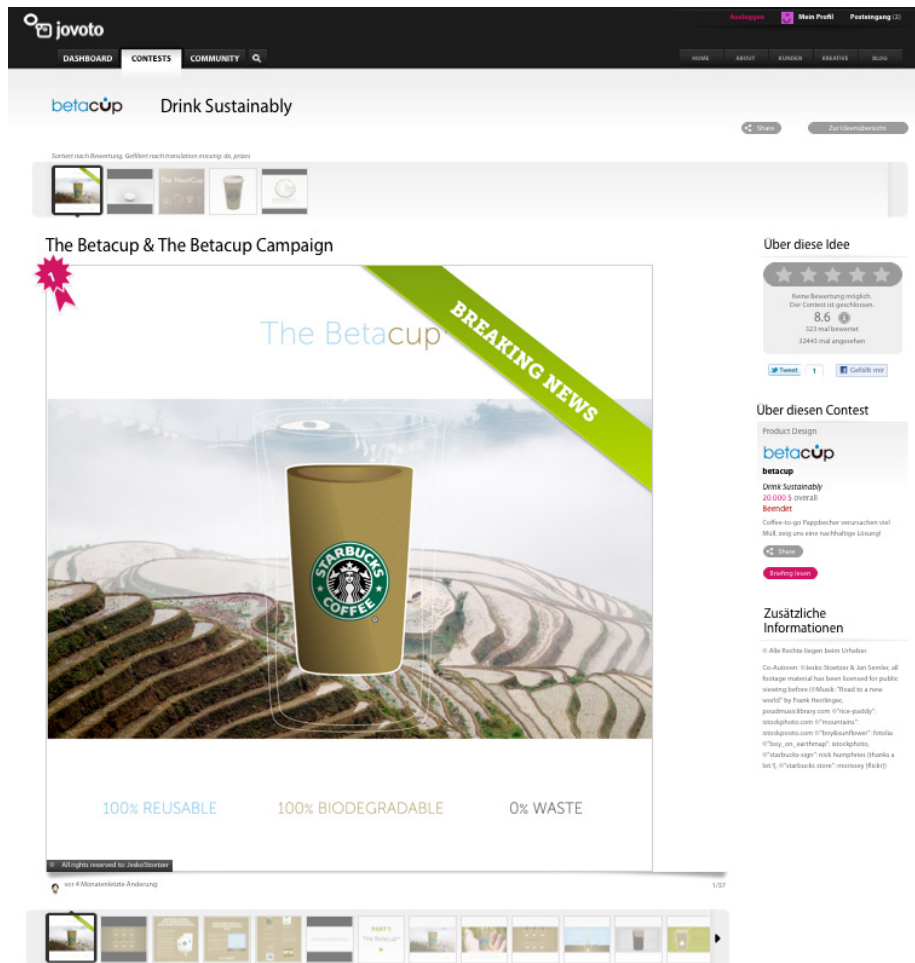 jovoto
Ausloggen Mein Profil Posteingang (2)
DASHBOARD CONTESTS COMMUNITY
HOME ABOUT KUNDEN KREATIVE BLOG
betacup Drink Sustainably
Share Zur Ideenübersicht
Sortiert nach Bewertung, Gefiltert nach translation missing: de, prizes
The NextCup
The Betacup & The Betacup Campaign
1
BREAKING NEWS
The Betacup
STARBUCKS
COFFEE
100% REUSABLE 100% BIODEGRADABLE 0% WASTE
© All rights reserved to: JeskoStoetzer
vor 4 Monatenletzte Änderung
1/37
PART I:
The Betacup
Über diese Idee
Keine Bewertung möglich.
Der Contest ist geschlossen.
8.6
523 mal bewertet
32443 mal angesehen
Tweet 1 Gefällt mir
Über diesen Contest
Product Design
betacup
betacup
Drink Sustainably
20.000 $ overall
Beendet
Coffee-to-go Pappbecher verursachen viel
Müll, zeig uns eine nachhaltige Lösung!
Share
Briefing lesen
Zusätzliche
Informationen
© Alle Rechte liegen beim Urheber
Co-Autoren: ©Jesko Stoetzer & Jan Semler, all
footage material has been licensed for public
viewing before (©Musik: "Road to a new
world" by Frank Herrlinger,
poudmusiclibrary.com ©"rice-paddy":
istockphoto.com ©"mountains":
istockpooto.com ©"boy&sunflower": fotolia
©"boy_on_earthmap": istockphoto,
©"starbucks-sign": nick humphries (thanks a
lot!), ©"starbucks store": morissey (flickr))